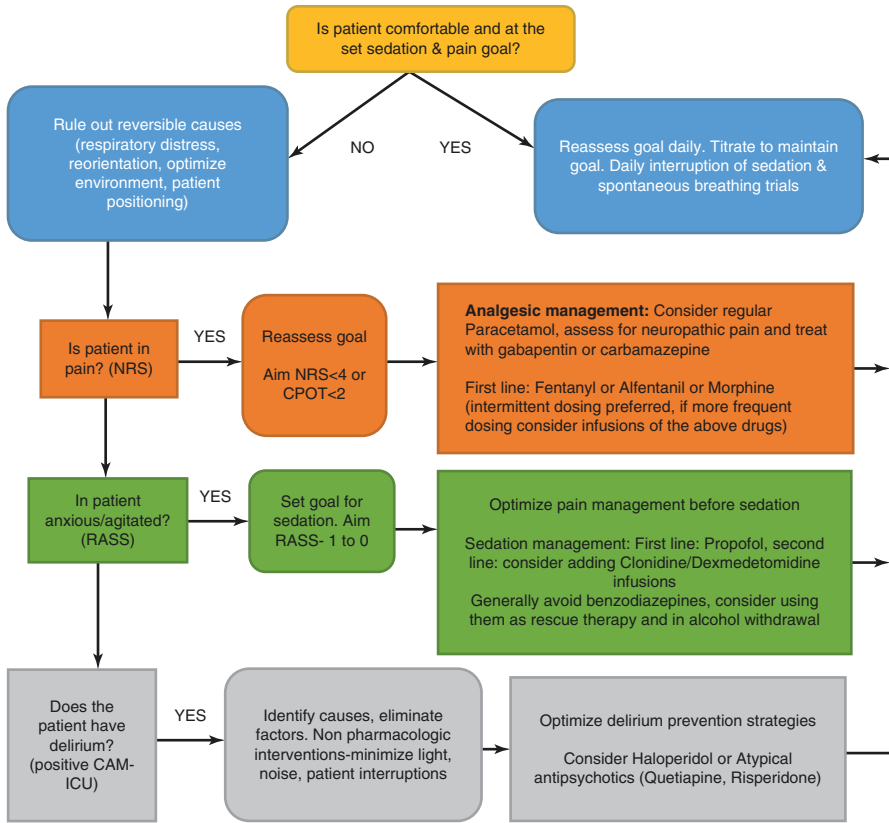 Is patient comfortable and at the
set sedation & pain goal?
NO
YES
Rule out reversible causes
(respiratory distress,
reorientation, optimize
environment, patient
positioning)
Reassess goal daily. Titrate to maintain
goal. Daily interruption of sedation &
spontaneous breathing trials
Is patient in
pain? (NRS)
YES
Reassess goal
Aim NRS<4 or
CPOT<2
Analgesic management: Consider regular
Paracetamol, assess for neuropathic pain and treat
with gabapentin or carbamazepine
First line: Fentanyl or Alfentanil or Morphine
(intermittent dosing preferred, if more frequent
dosing consider infusions of the above drugs)
In patient
anxious/agitated?
(RASS)
YES
Set goal for
sedation. Aim
RASS- 1 to 0
Optimize pain management before sedation
Sedation management: First line: Propofol, second
line: consider adding Clonidine/Dexmedetomidine
infusions
Generally avoid benzodiazepines, consider using
them as rescue therapy and in alcohol withdrawal
Does the
patient have
delirium?
(positive CAM-
ICU)
YES
Identify causes, eliminate
factors. Non pharmacologic
interventions-minimize light,
noise, patient interruptions
Optimize delirium prevention strategies
Consider Haloperidol or Atypical
antipsychotics (Quetiapine, Risperidone)